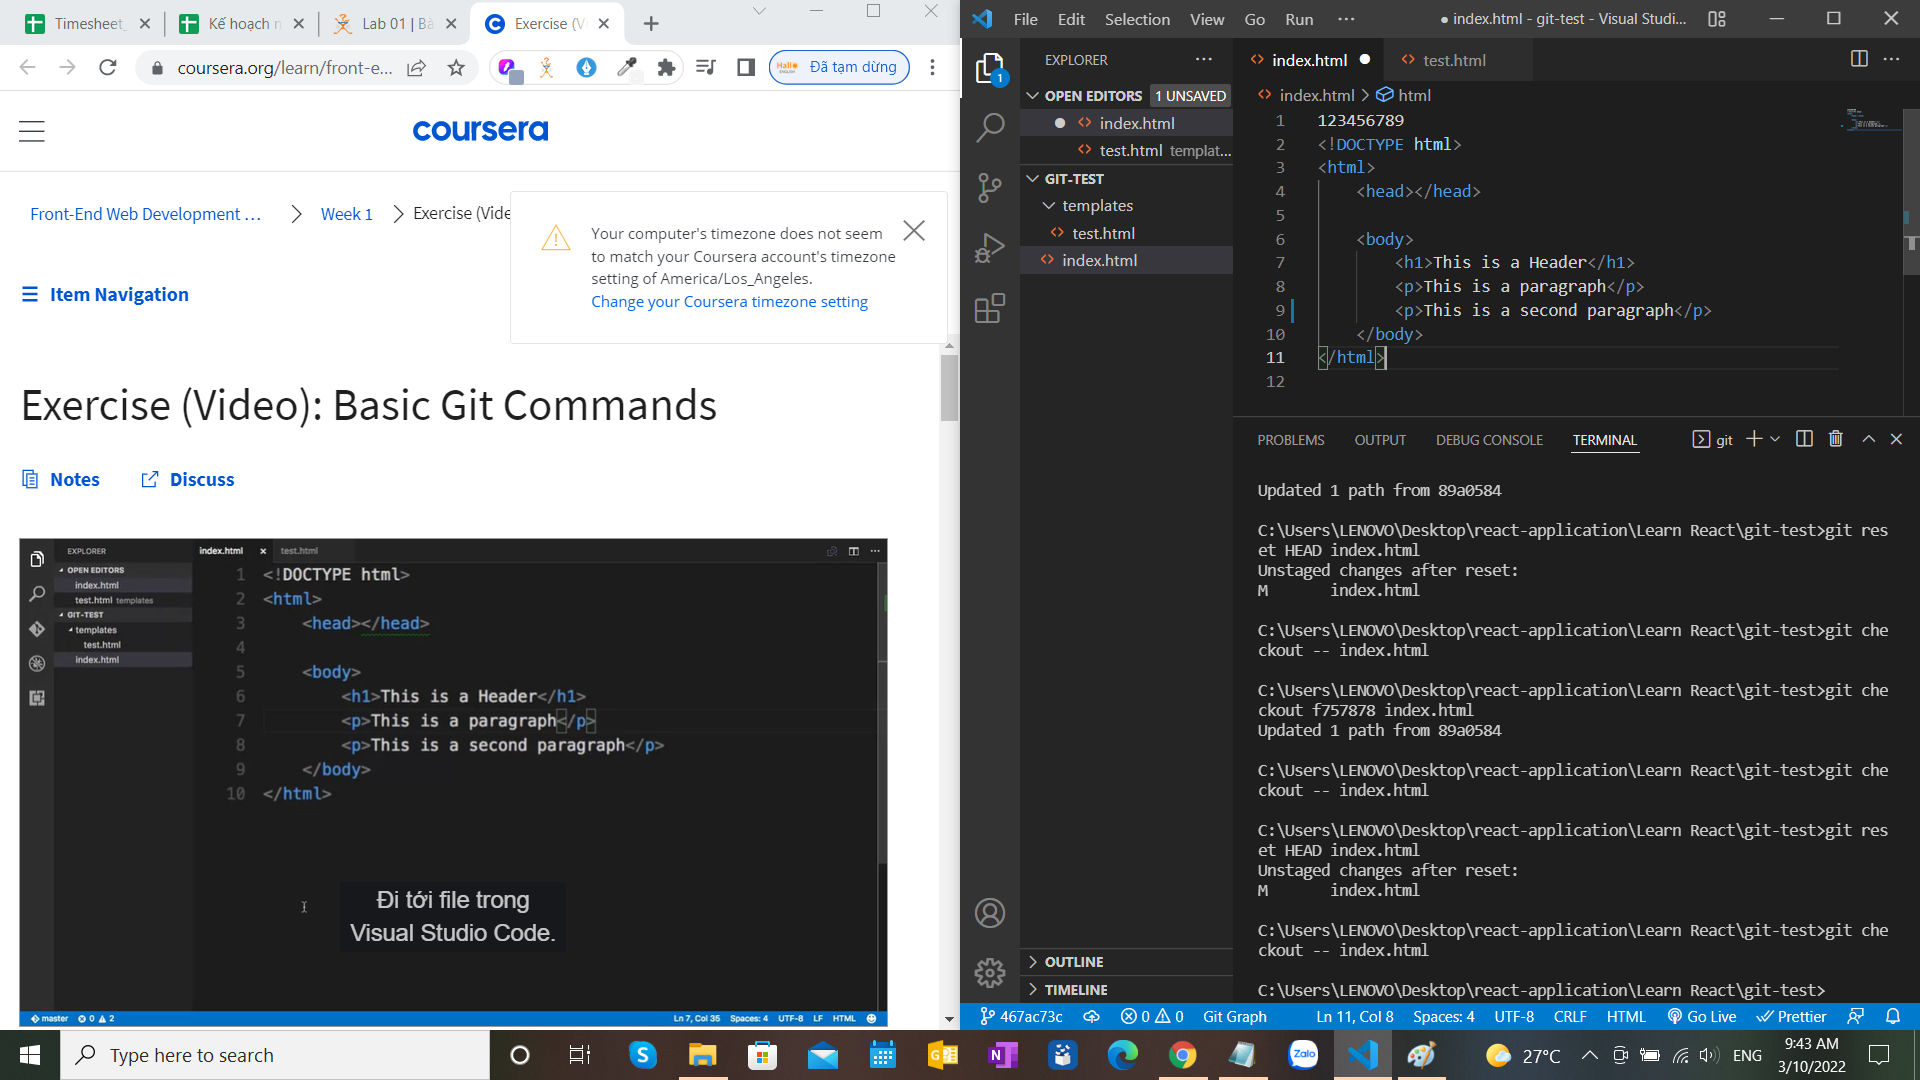 Timesheet_
Kế hoạch n
Lab 01 | Bà
Exercise (V
coursera.org/learn/front-e...
Hallo
ENGLISH
Đã tạm dừng
coursera
Front-End Web Development ...
Week 1
Exercise (Vide
Your computer's timezone does not seem
to match your Coursera account's timezone
setting of America/Los_Angeles.
Change your Coursera timezone setting
Item Navigation
Exercise (Video): Basic Git Commands
Notes
Discuss
EXPLORER
OPEN EDITORS
index.html
test.html templates
GIT-TEST
templates
test.html
index.html
index.html
test.html
1 <!DOCTYPE html>
2 <html>
3 <head></head>
4
5 <body>
6 <h1>This is a Header</h1>
7 <p>This is a paragraph</p>
8 <p>This is a second paragraph</p>
9 </body>
10 </html>
Đi tới file trong
Visual Studio Code.
master 0 2
Ln 7, Col 35 Spaces: 4 UTF-8 LF HTML
File Edit Selection View Go Run ...
● index.html - git-test - Visual Studi...
1
EXPLORER
OPEN EDITORS 1 UNSAVED
index.html
test.html templat...
GIT-TEST
templates
test.html
index.html
OUTLINE
TIMELINE
index.html
test.html
index.html > html
1 123456789
2 <!DOCTYPE html>
3 <html>
4 <head></head>
5
6 <body>
7 <h1>This is a Header</h1>
8 <p>This is a paragraph</p>
9 <p>This is a second paragraph</p>
10 </body>
11 </html>
12
PROBLEMS OUTPUT DEBUG CONSOLE TERMINAL
git
Updated 1 path from 89a0584
C:\Users\LENOVO\Desktop\react-application\Learn React\git-test>git res
et HEAD index.html
Unstaged changes after reset:
M index.html
C:\Users\LENOVO\Desktop\react-application\Learn React\git-test>git che
ckout -- index.html
C:\Users\LENOVO\Desktop\react-application\Learn React\git-test>git che
ckout f757878 index.html
Updated 1 path from 89a0584
C:\Users\LENOVO\Desktop\react-application\Learn React\git-test>git che
ckout -- index.html
C:\Users\LENOVO\Desktop\react-application\Learn React\git-test>git res
et HEAD index.html
Unstaged changes after reset:
M index.html
C:\Users\LENOVO\Desktop\react-application\Learn React\git-test>git che
ckout -- index.html
C:\Users\LENOVO\Desktop\react-application\Learn React\git-test>
467ac73c 0 0 Git Graph
Ln 11, Col 8 Spaces: 4 UTF-8 CRLF HTML Go Live Prettier
Type here to search
Zalo
27°C
ENG
9:43 AM
3/10/2022